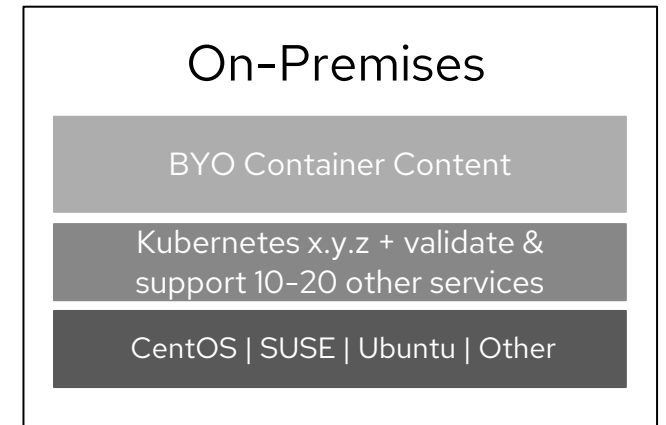 On-Premises
BYO Container Content
Kubernetes x.y.z + validate &
support 10-20 other services
CentOS | SUSE | Ubuntu | Other